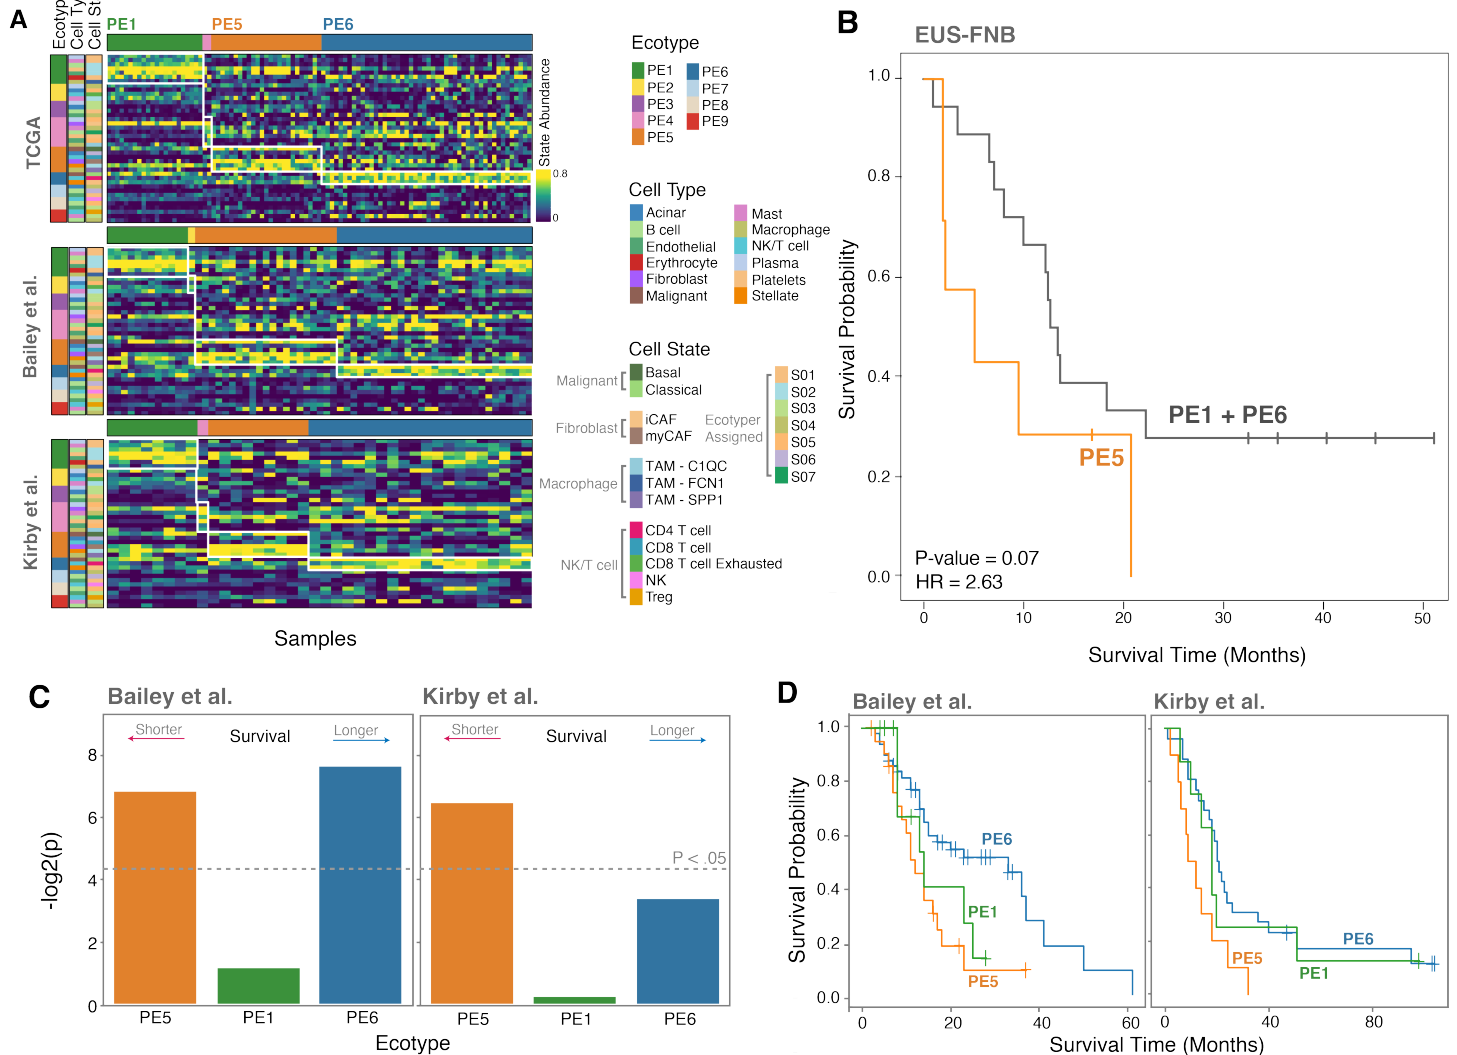 A
Ecotyp
Cell Ty
Cell St
PE1
PE5
PE6
TCGA
Bailey et al.
Kirby et al.
Samples
State Abundance
0.8
0
Ecotype
PE1
PE2
PE3
PE4
PE5
PE6
PE7
PE8
PE9
Cell Type
Acinar
B cell
Endothelial
Erythrocyte
Fibroblast
Malignant
Mast
Macrophage
NK/T cell
Plasma
Platelets
Stellate
Cell State
Malignant
Basal
Classical
Fibroblast
iCAF
myCAF
Macrophage
TAM - C1QC
TAM - FCN1
TAM - SPP1
NK/T cell
CD4 T cell
CD8 T cell
CD8 T cell Exhausted
NK
Treg
Ecotyper
Assigned
S01
S02
S03
S04
S05
S06
S07
B
EUS-FNB
Survival Probability
1.0
0.8
0.6
0.4
0.2
0.0
PE1 + PE6
PE5
P-value = 0.07
HR = 2.63
0
10
20
30
40
50
Survival Time (Months)
C
Bailey et al.
Kirby et al.
Shorter
Survival
Longer
Shorter
Survival
Longer
-log2(p)
8
6
4
2
0
P < .05
PE5
PE1
PE6
PE5
PE1
PE6
Ecotype
D
Bailey et al.
Kirby et al.
Survival Probability
1.0
0.8
0.6
0.4
0.2
0.0
PE6
PE1
PE5
PE6
PE5
PE1
0
20
40
60
0
40
80
Survival Time (Months)